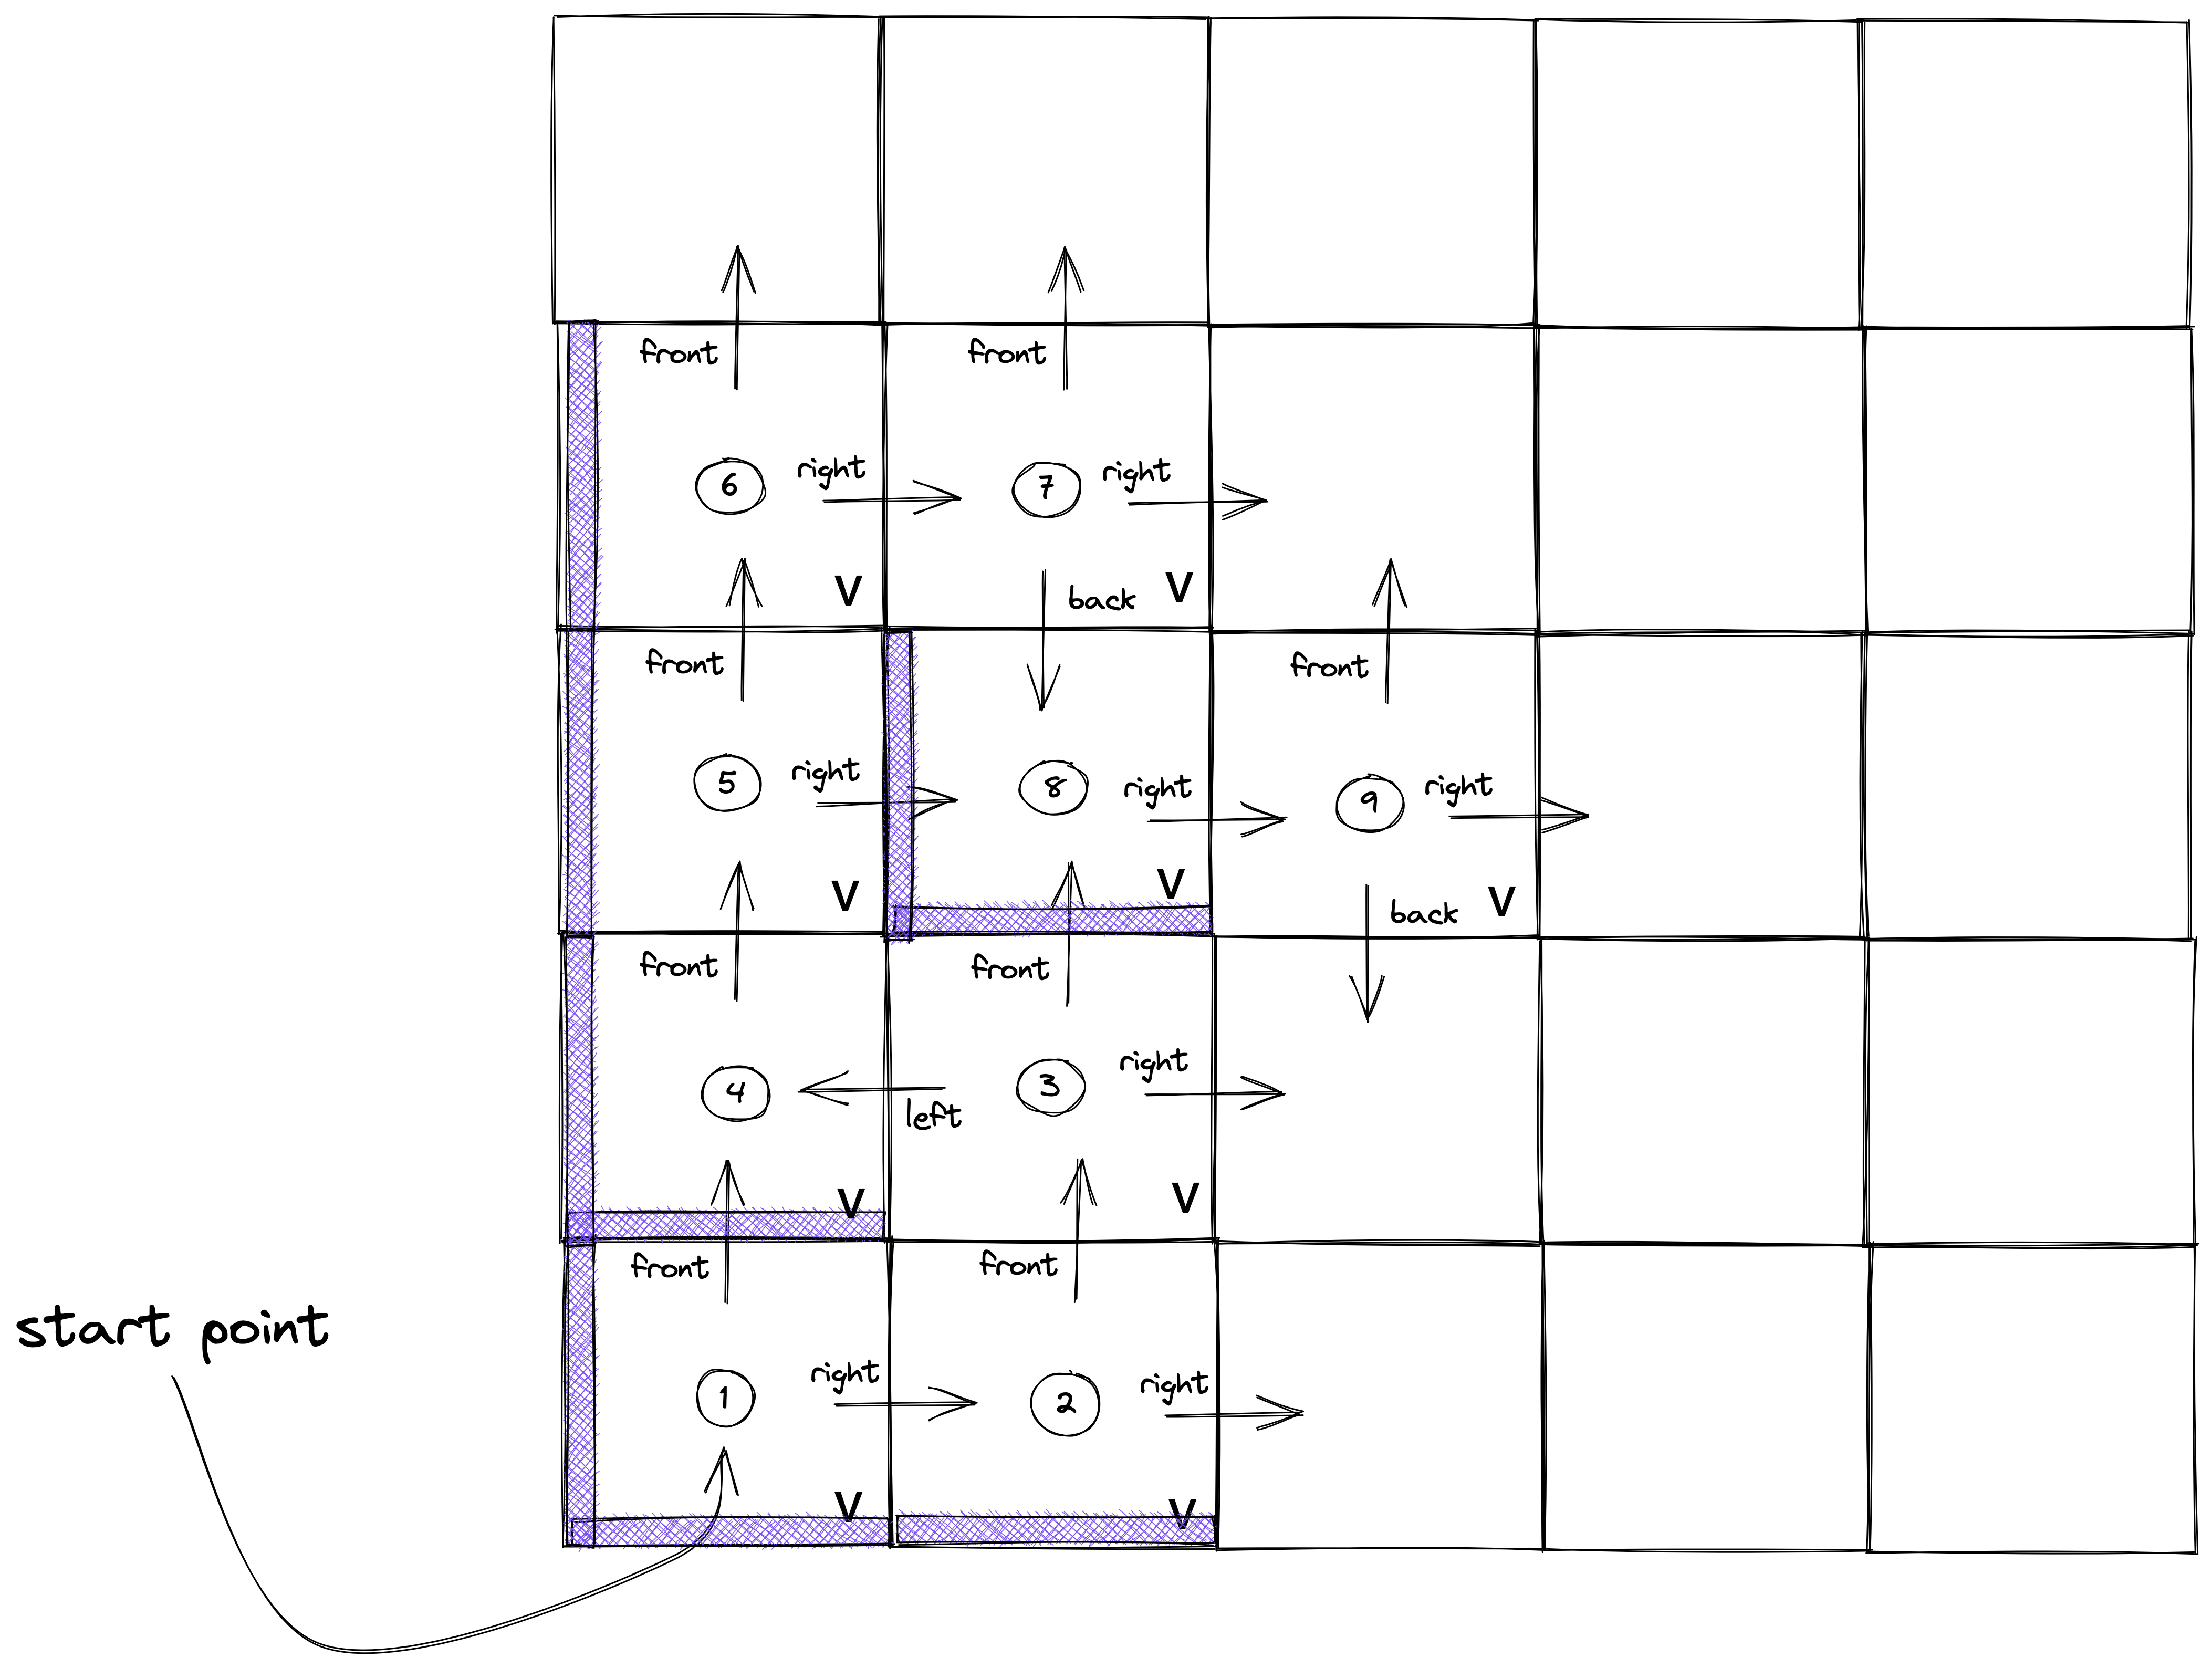 front
front
6
right
7
right
V
back
V
front
front
5
right
8
right
9
right
V
V
back
V
front
front
4
left
3
right
V
V
front
front
start point
1
right
2
right
V
V